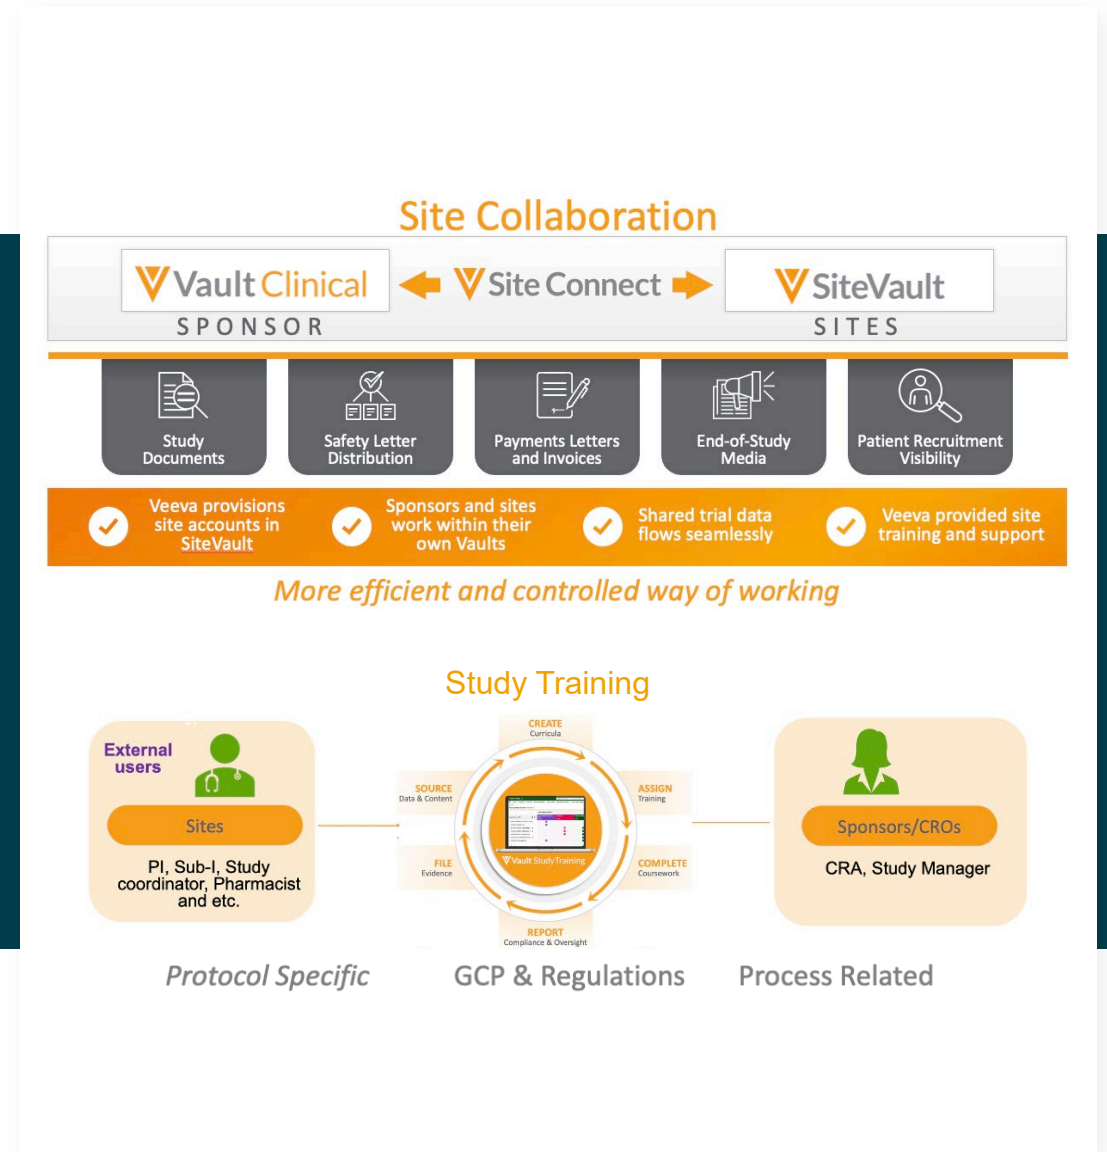 Site Collaboration
Vault Clinical
Site Connect
SiteVault
SPONSOR
SITES
Study
Documents
Safety Letter
Distribution
Payments Letters
and Invoices
End-of-Study
Media
Patient Recruitment
Visibility
Veeva provisions
site accounts in
SiteVault
Sponsors and sites
work within their
own Vaults
Shared trial data
flows seamlessly
Veeva provided site
training and support
More efficient and controlled way of working
Study Training
External
users
Sites
PI, Sub-I, Study
coordinator, Pharmacist
and etc.
CREATE
Curricula
SOURCE
Data & Content
ASSIGN
Training
Vault StudyTraining
FILE
Evidence
COMPLETE
Coursework
REPORT
Compliance & Oversight
Sponsors/CROs
CRA, Study Manager
Protocol Specific
GCP & Regulations
Process Related